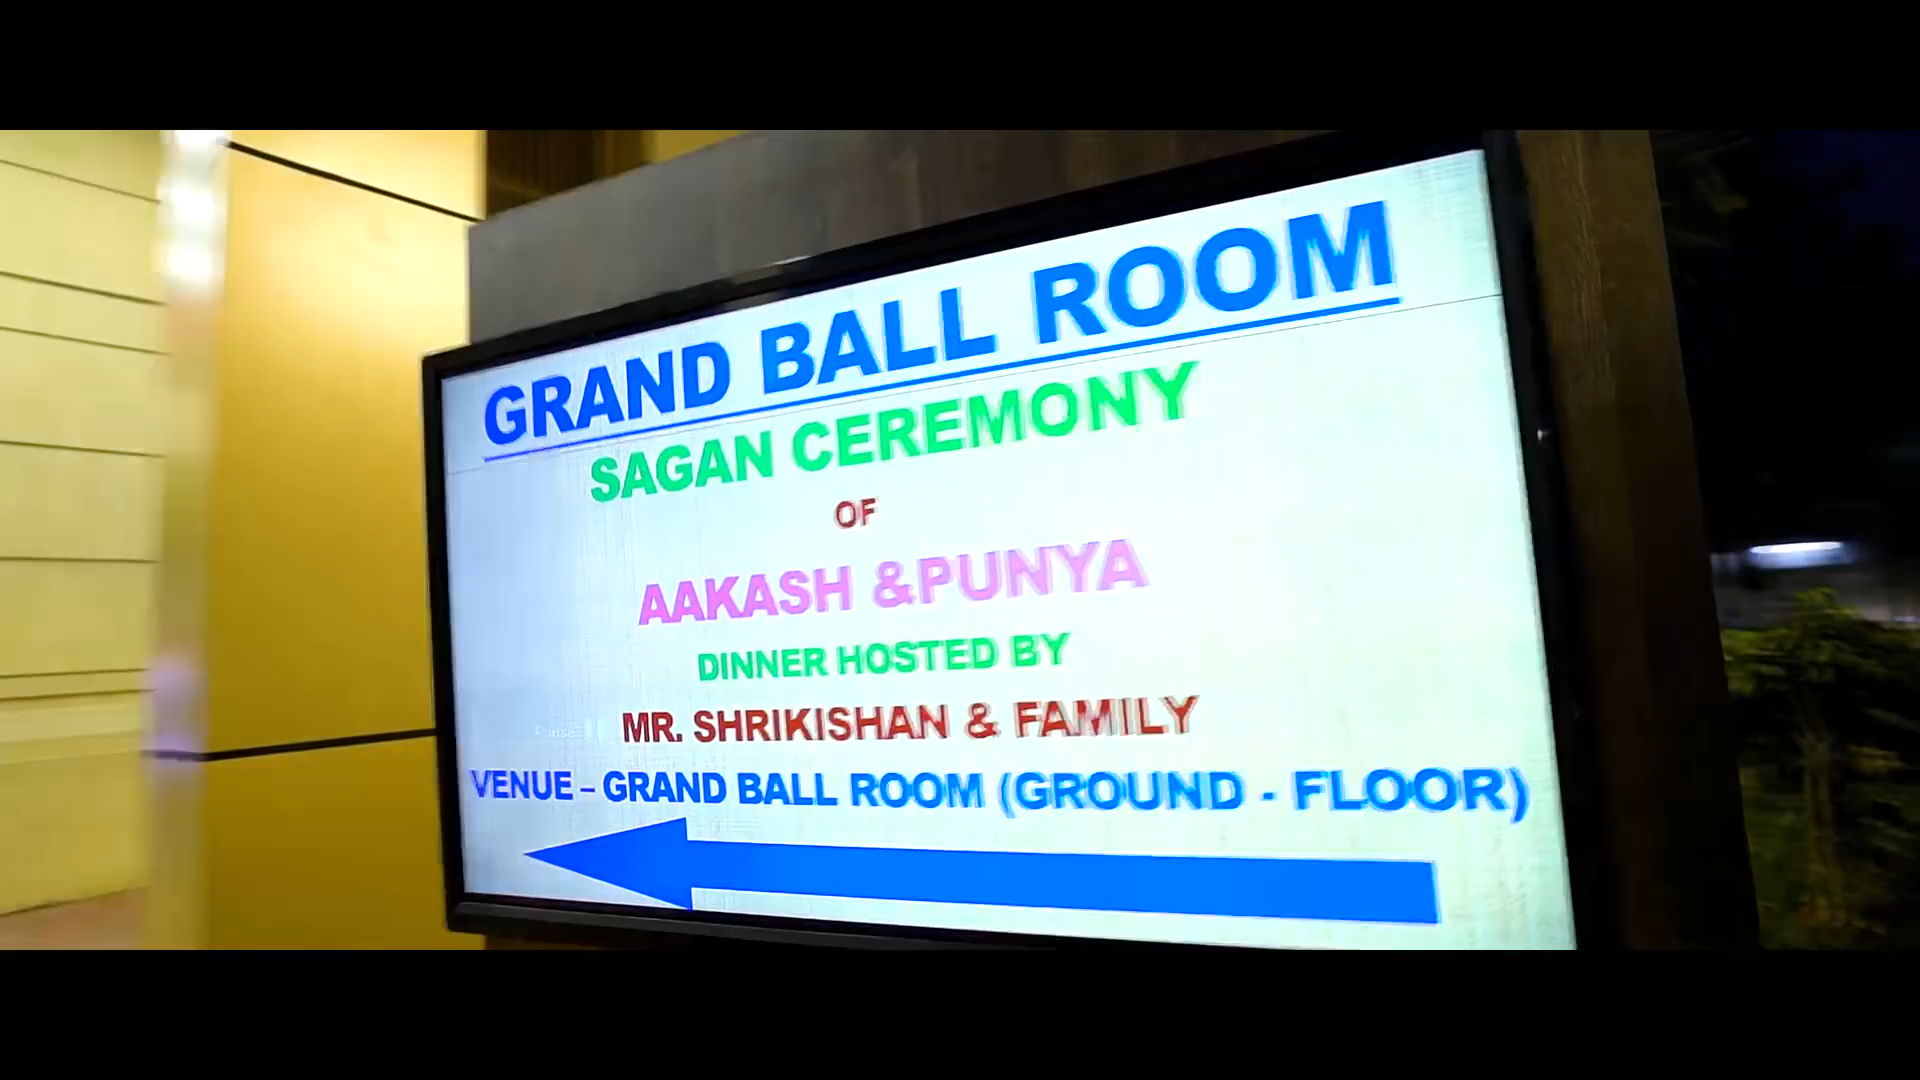 GRAND BALL ROOM
SAGAN CEREMONY
OF
AAKASH &PUNYA
DINNER HOSTED BY
MR. SHRIKISHAN & FAMILY
VENUE – GRAND BALL ROOM (GROUND - FLOOR)